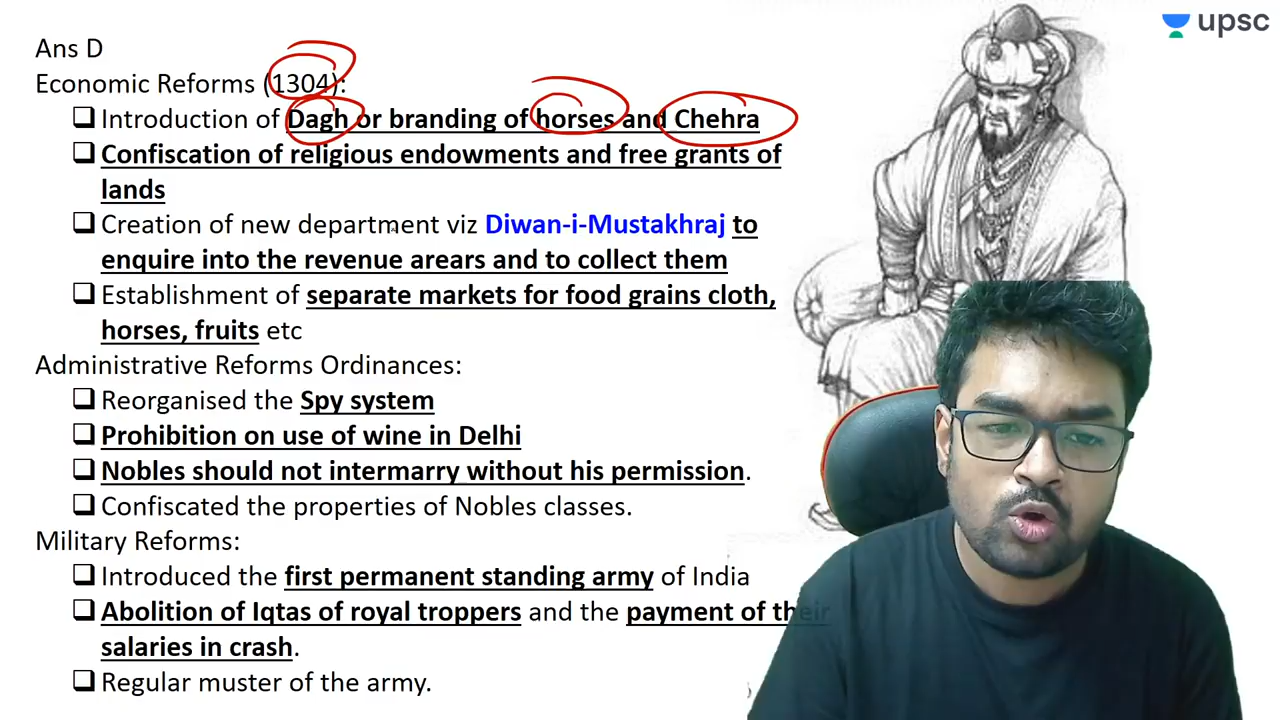 upsc
Ans D
Economic Reforms (1304):
❑ Introduction of Dagh or branding of horses and Chehra
❑ Confiscation of religious endowments and free grants of
lands
❑ Creation of new department viz Diwan-i-Mustakhraj to
enquire into the revenue arears and to collect them
❑ Establishment of separate markets for food grains cloth,
horses, fruits etc
Administrative Reforms Ordinances:
❑ Reorganised the Spy system
❑ Prohibition on use of wine in Delhi
❑ Nobles should not intermarry without his permission.
❑ Confiscated the properties of Nobles classes.
Military Reforms:
❑ Introduced the first permanent standing army of India
❑ Abolition of Iqtas of royal troppers and the payment of their
salaries in crash.
❑ Regular muster of the army.